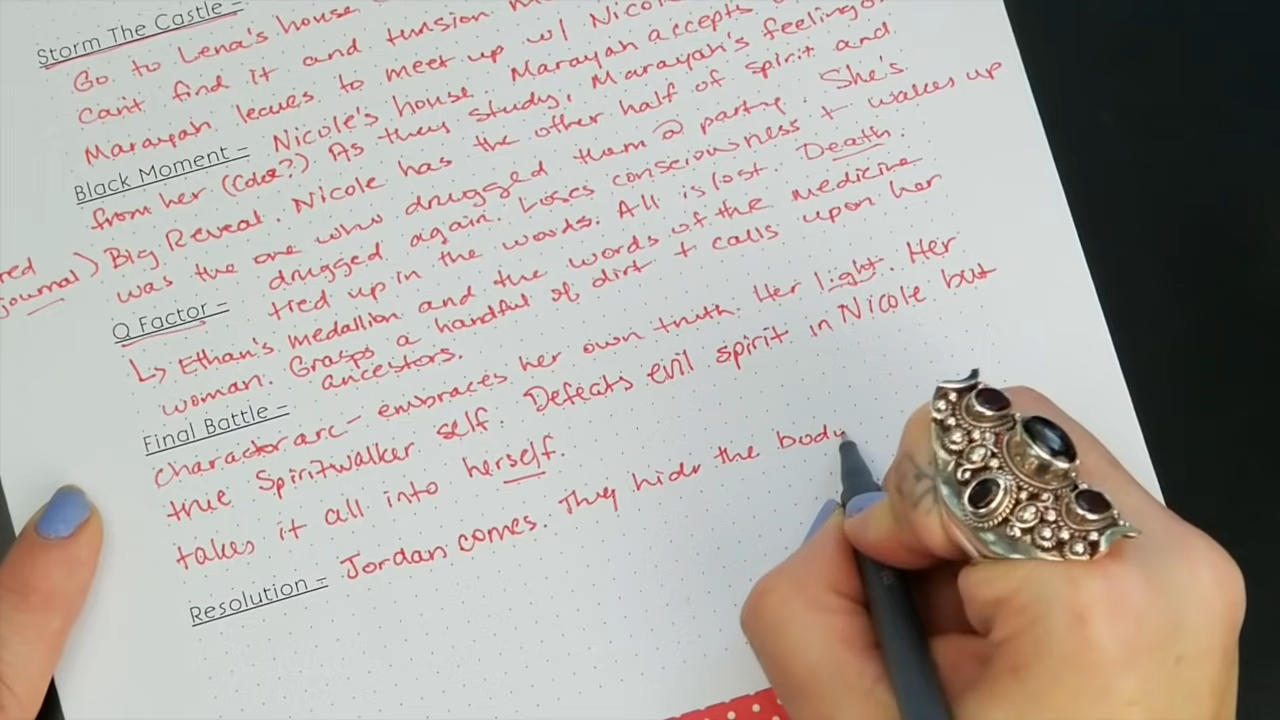 Storm The Castle -
Go to Lena's house
can't find it and tension
Marayah leaves to meet up w/ Nicole
Black Moment - Nicole's house. Marayah accepts
from her (Coke?) As they study, Marayah's feeling
red journal) Big Reveal. Nicole has the other half of spirit and
was the one who drugged them @ party. She's
drugged again. Loses consciousness + wakes up
Q Factor - tied up in the woods. All is lost. Death.
↳ Ethan's medallion and the words of the medicine
woman. Grasps a handful of dirt + calls upon her
ancestors.
Final Battle -
character arc - embraces her own truth. Her light. Her
true Spiritwalker self. Defeats evil spirit in Nicole but
takes it all into herself.
Resolution - Jordan comes. They hide the body